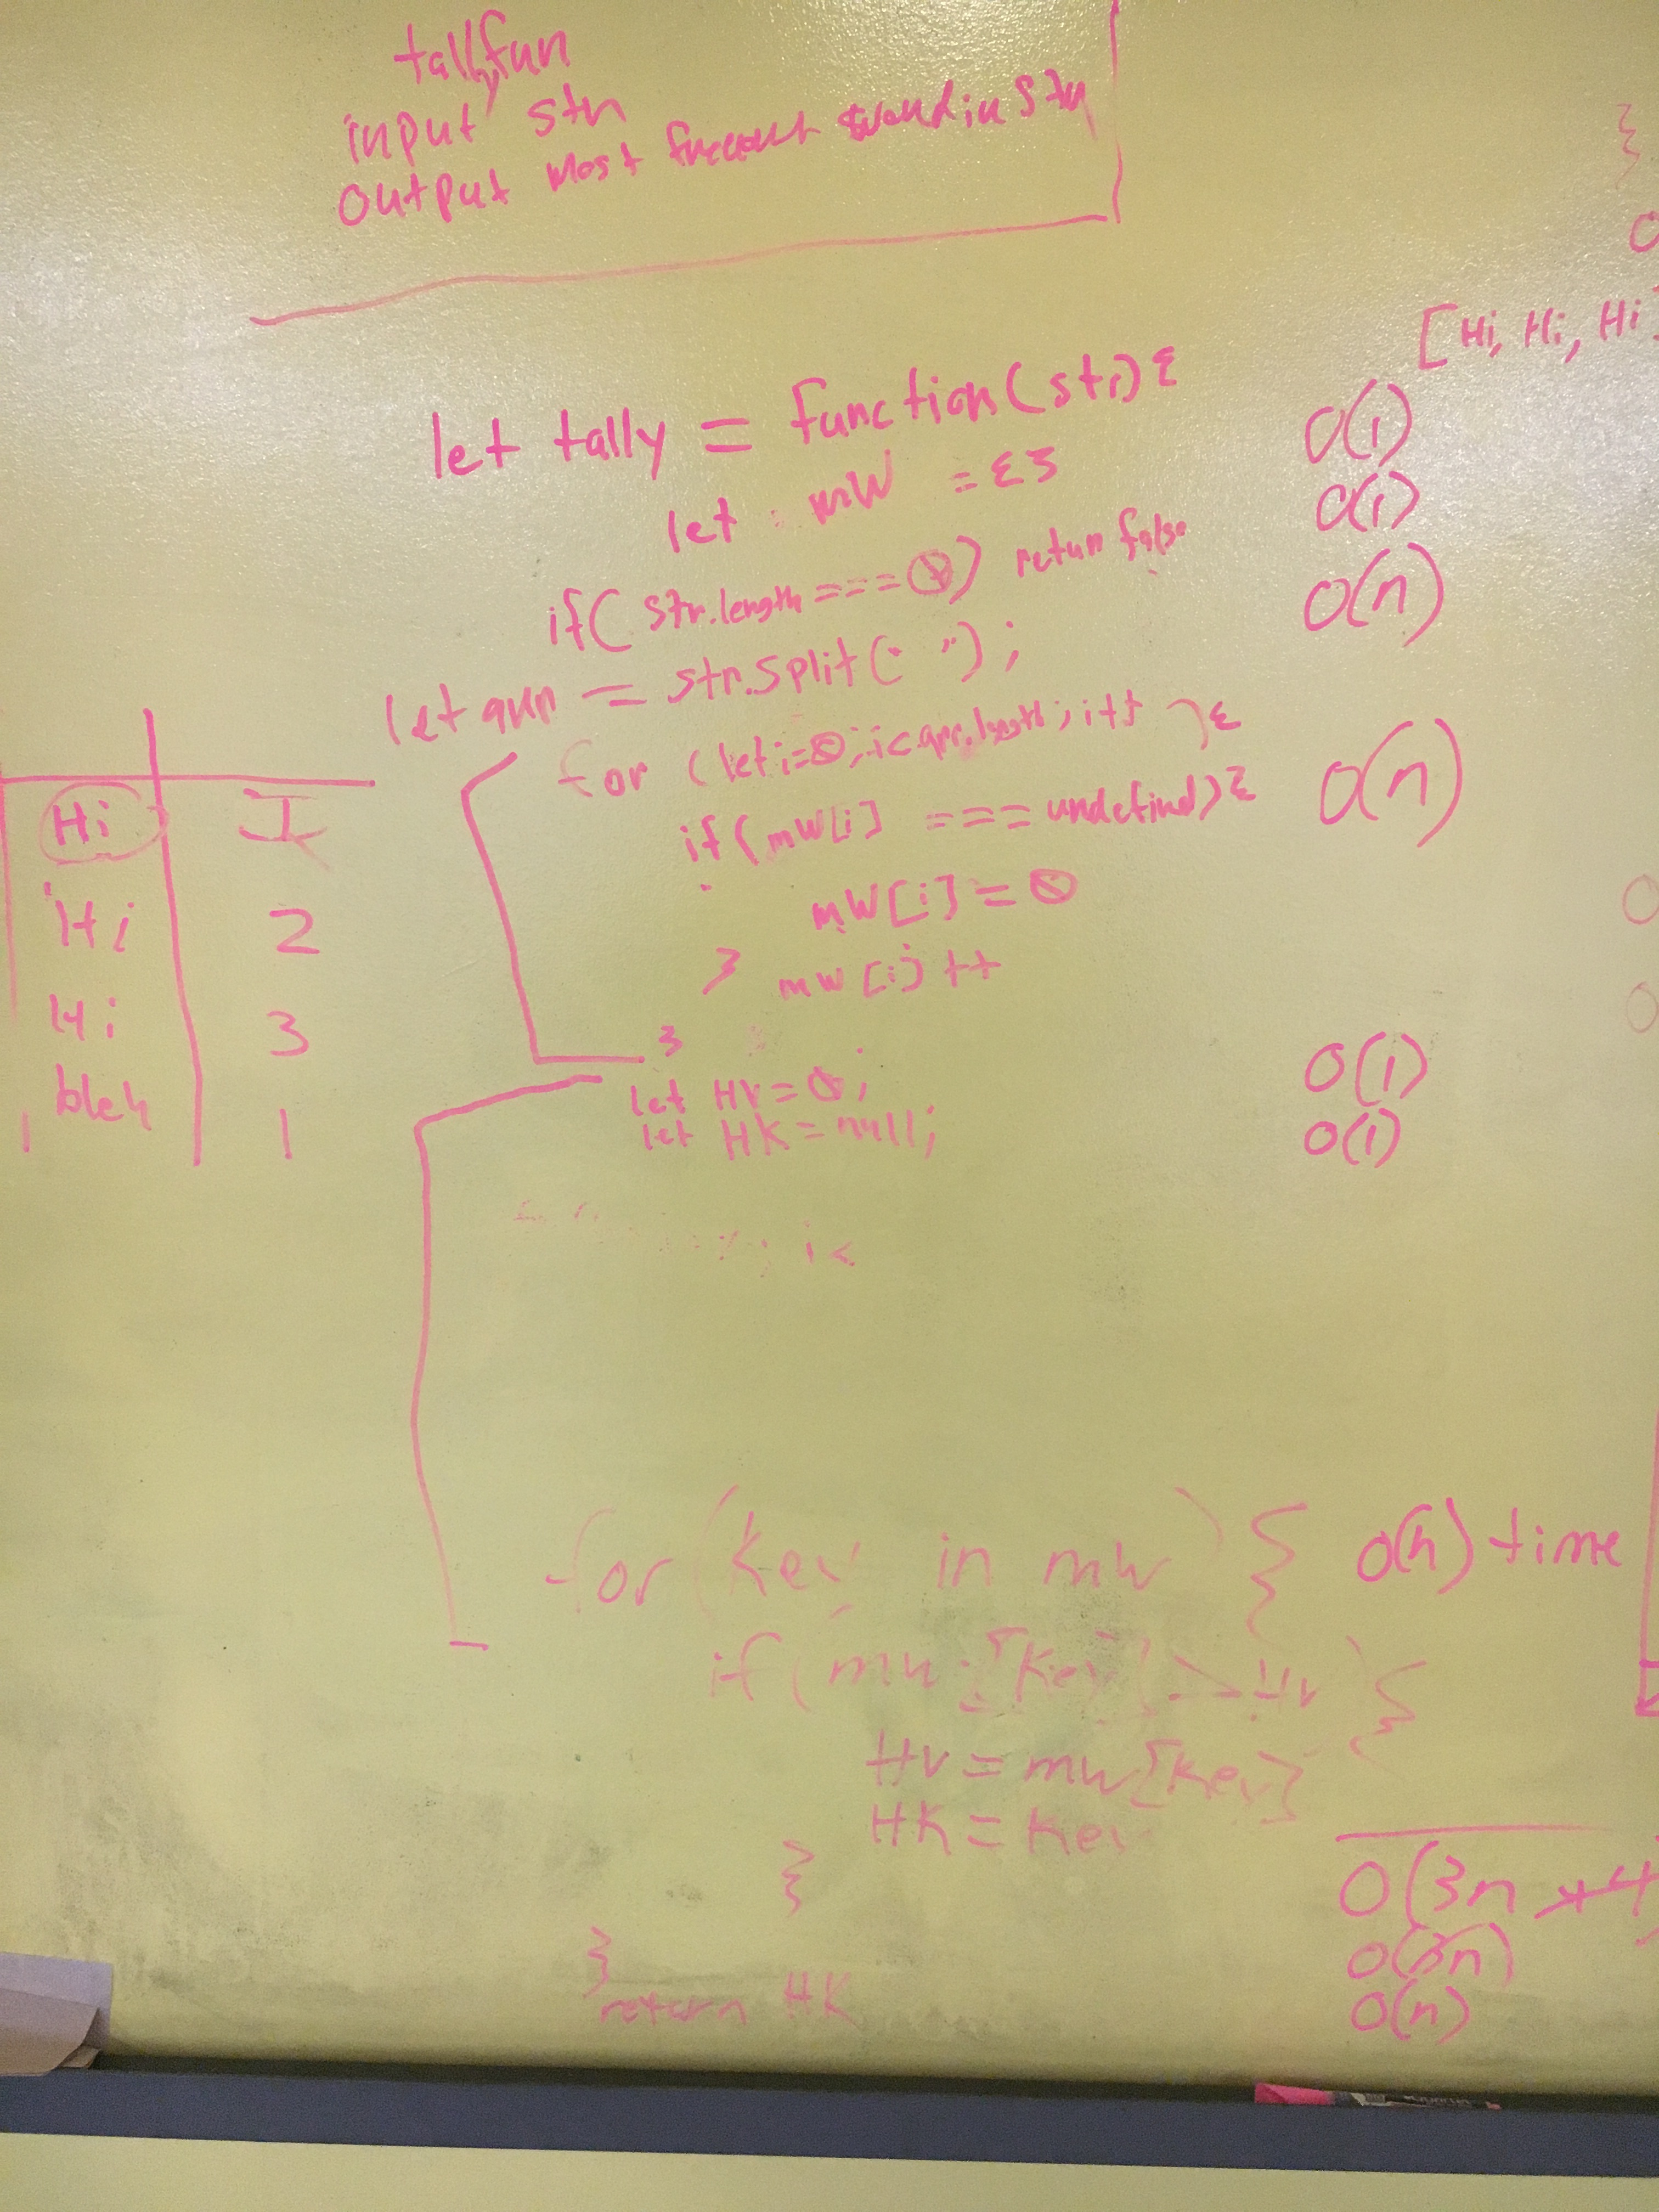 tallyfun
input str
output most frecount word in str
[Hi, Hi, Hi
let tally = function(str){ O(1)
let mW = {} O(1)
if(str.length === 0) return false O(n)
let arr = str.split(" ");
for (let i=0; i<arr.length; i++){ O(n)
if(mW[i] === undefind){
mW[i] = 0
} mW[i]++
}
let HV = 0; O(1)
let HK = null; O(1)
i <
Hi 1
Hi 2
Hi 3
bleh 1
for (key in mW) { O(n) time
if (mW[key] > HV) {
HV = mW[key]
HK = key
}
}
return HK
O(3n + 4
O(3n)
O(n)